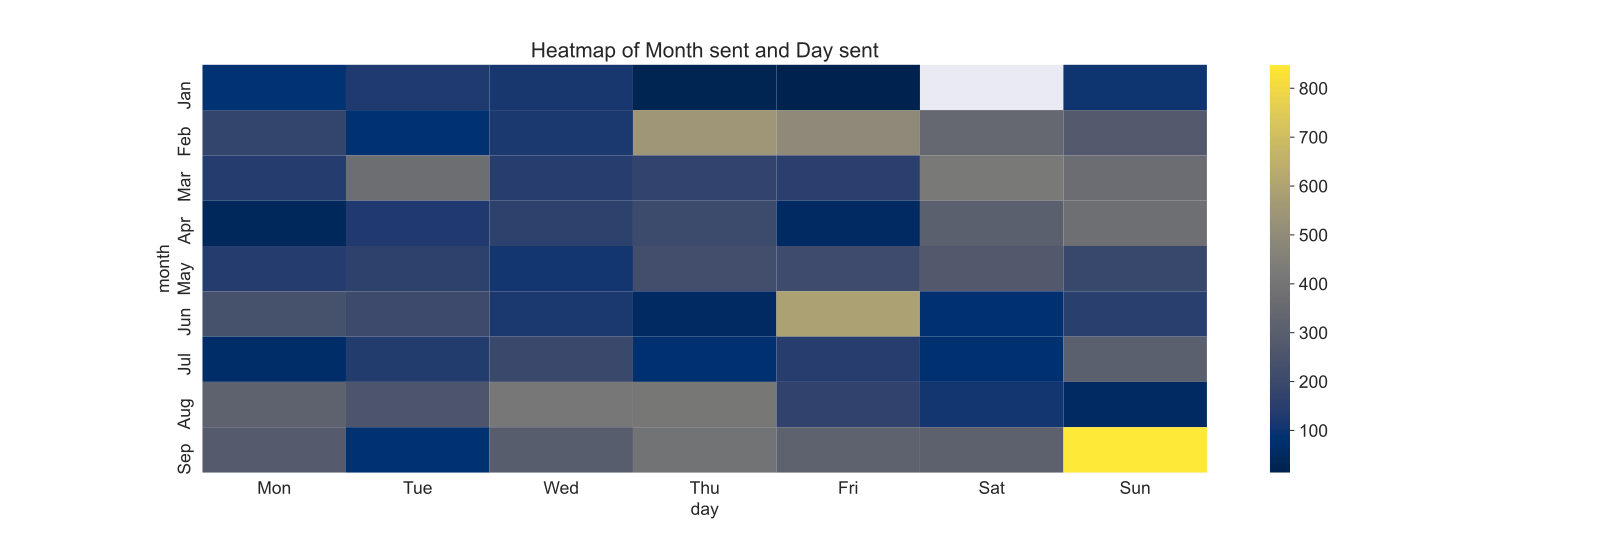 Heatmap of Month sent and Day sent
month
Jan
Feb
Mar
Apr
May
Jun
Jul
Aug
Sep
Mon Tue Wed Thu Fri Sat Sun
day
800
700
600
500
400
300
200
100